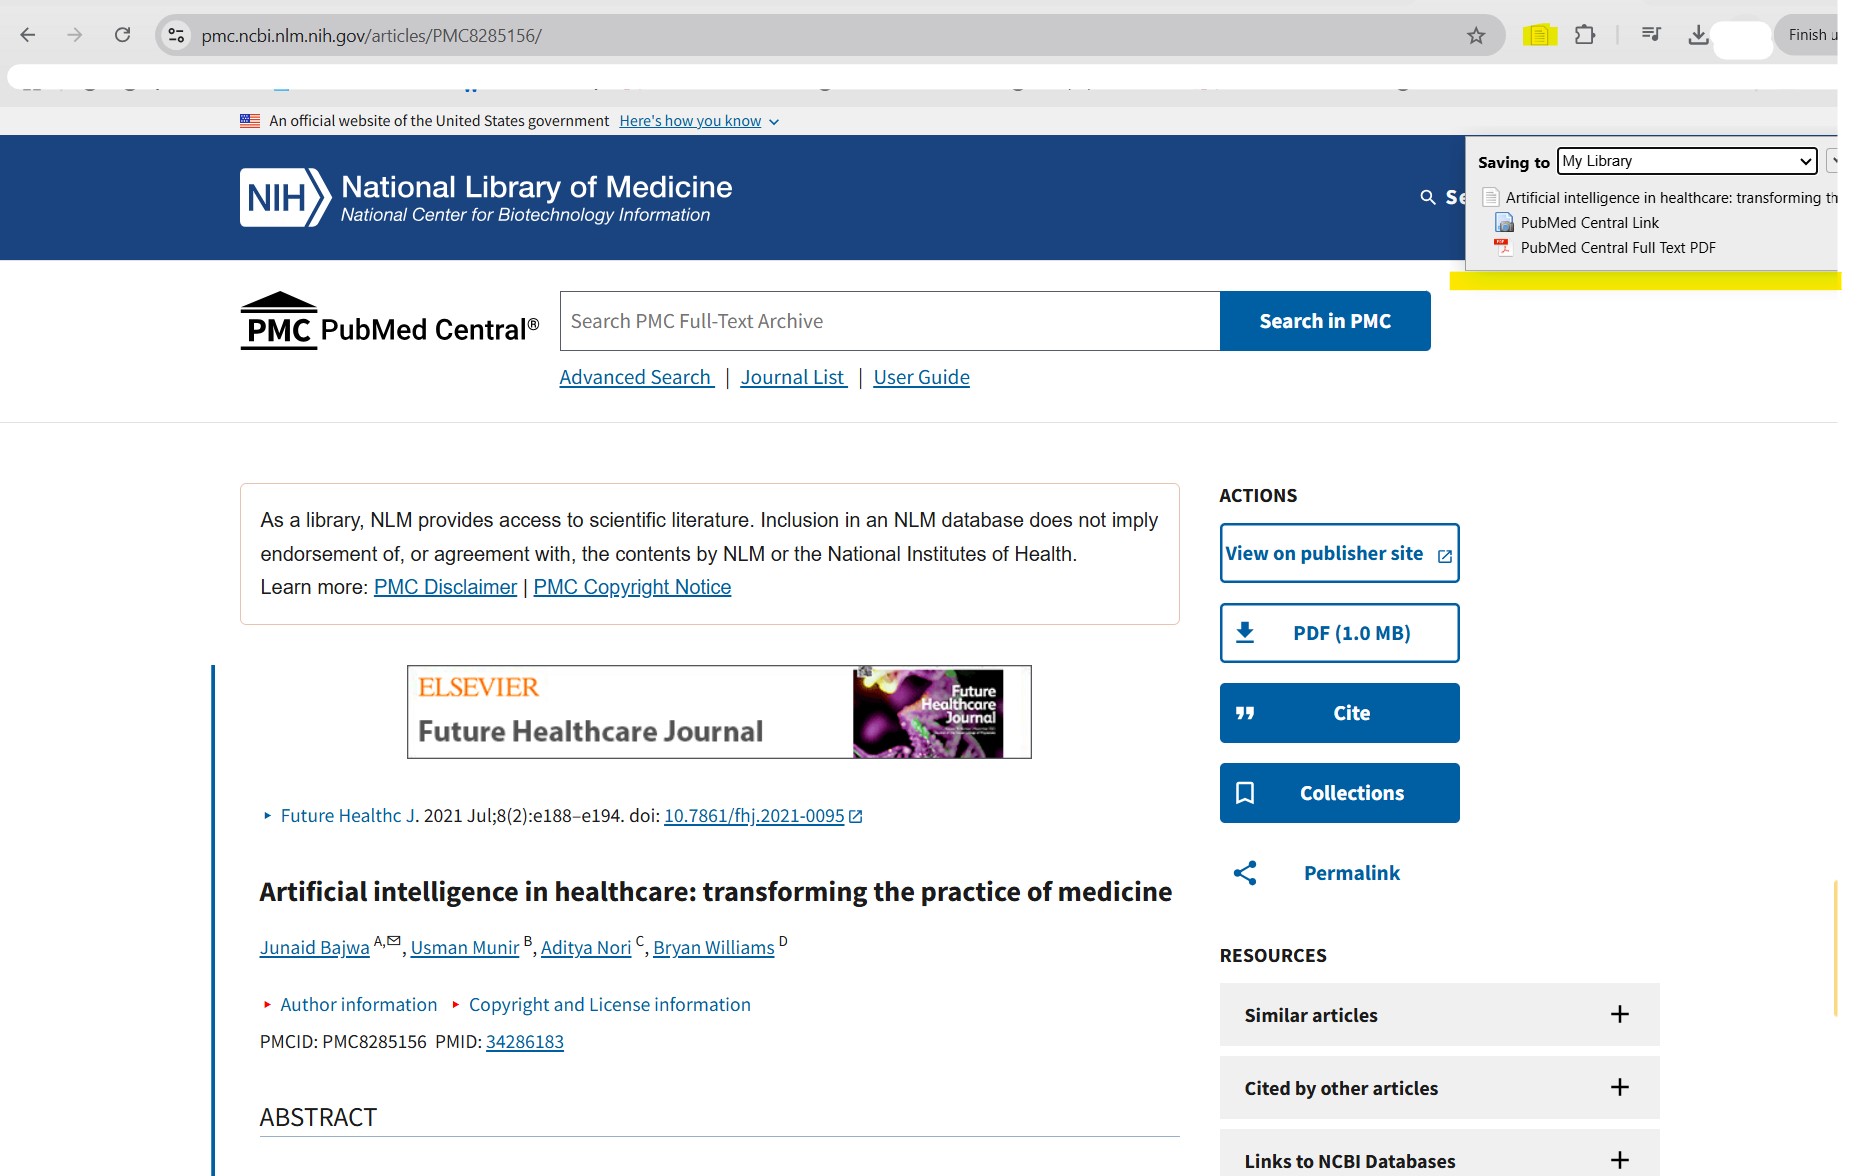 pmc.ncbi.nlm.nih.gov/articles/PMC8285156/
Finish u
An official website of the United States government Here's how you know
NIH National Library of Medicine
National Center for Biotechnology Information
Se
Saving to My Library
Artificial intelligence in healthcare: transforming th
PubMed Central Link
PubMed Central Full Text PDF
PMC PubMed Central®
Search PMC Full-Text Archive
Search in PMC
Advanced Search | Journal List | User Guide
As a library, NLM provides access to scientific literature. Inclusion in an NLM database does not imply
endorsement of, or agreement with, the contents by NLM or the National Institutes of Health.
Learn more: PMC Disclaimer | PMC Copyright Notice
ELSEVIER
Future Healthcare Journal
Future
Healthcare
Journal
Future Healthc J. 2021 Jul;8(2):e188–e194. doi: 10.7861/fhj.2021-0095
Artificial intelligence in healthcare: transforming the practice of medicine
Junaid Bajwa A,✉, Usman Munir B, Aditya Nori C, Bryan Williams D
Author information Copyright and License information
PMCID: PMC8285156 PMID: 34286183
ABSTRACT
ACTIONS
View on publisher site
PDF (1.0 MB)
Cite
Collections
Permalink
RESOURCES
Similar articles
Cited by other articles
Links to NCBI Databases